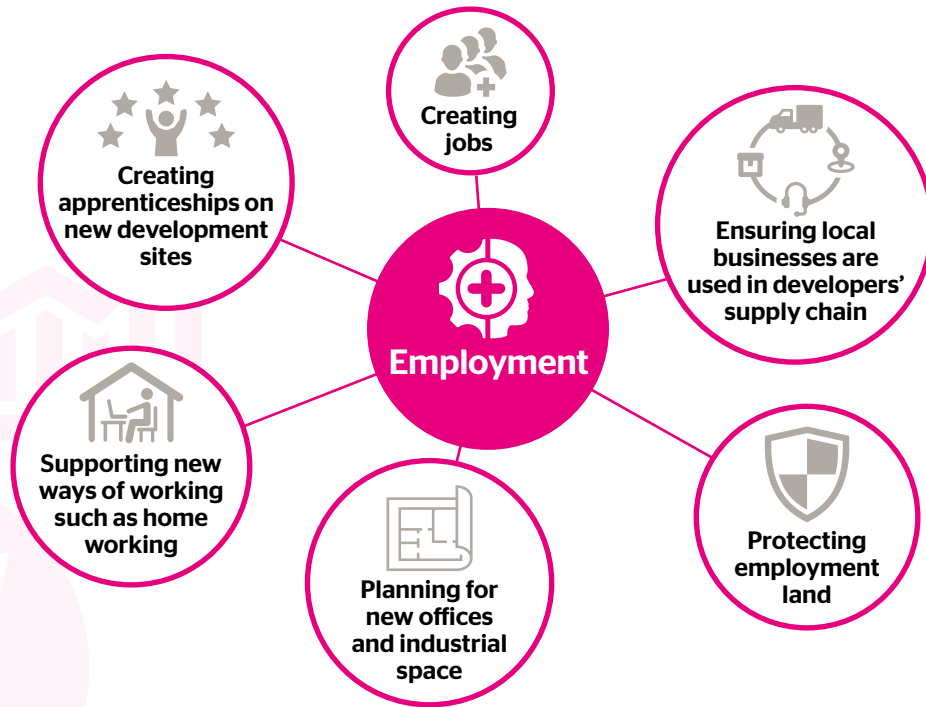 Creating
jobs
Creating
apprenticeships on
new development
sites
Ensuring local
businesses are
used in developers’
supply chain
Employment
Supporting new
ways of working
such as home
working
Protecting
employment
land
Planning for
new offices
and industrial
space